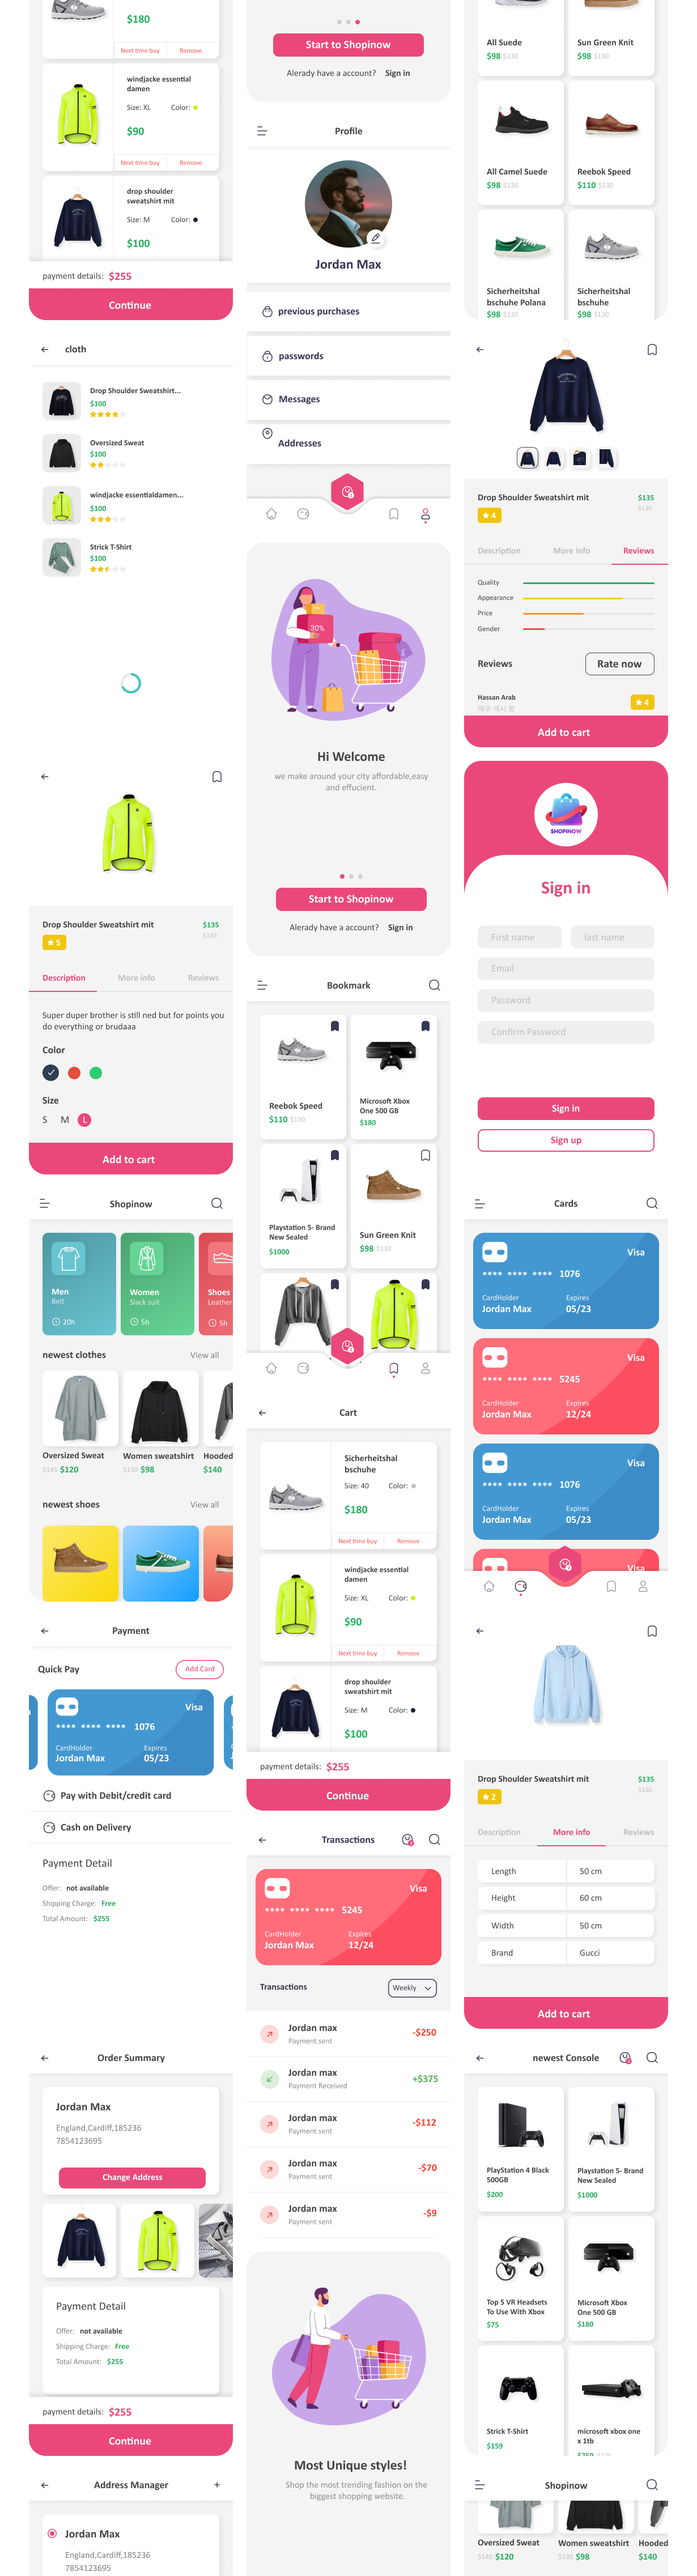 $180
Next time buy
Remove
windjacke essential
damen
Size: XL
Color:
$90
Next time buy
Remove
drop shoulder
sweatshirt mit
Size: M
Color:
$100
payment details: $255
Continue
cloth
Drop Shoulder Sweatshirt...
$100
Oversized Sweat
$100
windjacke essentialdamen...
$100
Strick T-Shirt
$100
Drop Shoulder Sweatshirt mit
$135
$130
5
Description
More info
Reviews
Super duper brother is still ned but for points you
do everything or brudaaa
Color
Size
S
M
L
Add to cart
Shopinow
Men
Belt
20h
Women
Slack suit
5h
Shoes
Leather
5h
newest clothes
View all
Oversized Sweat
$145 $120
Women sweatshirt
$130 $98
Hooded
$140
newest shoes
View all
Payment
Quick Pay
Add Card
Visa
**** **** **** 1076
CardHolder
Jordan Max
Expires
05/23
Pay with Debit/credit card
Cash on Delivery
Payment Detail
Offer: not available
Shipping Charge: Free
Total Amount: $255
Order Summary
Jordan Max
England,Cardiff,185236
7854123695
Change Address
Payment Detail
Offer: not available
Shipping Charge: Free
Total Amount: $255
payment details: $255
Continue
Address Manager
+
Jordan Max
England,Cardiff,185236
7854123695
Start to Shopinow
Alerady have a account? Sign in
Profile
Jordan Max
previous purchases
passwords
Messages
Addresses
30%
Hi Welcome
we make around your city affordable,easy
and effucient.
Start to Shopinow
Alerady have a account? Sign in
Bookmark
Reebok Speed
$110 $130
Microsoft Xbox
One 500 GB
$180
Playstation 5- Brand
New Sealed
$1000
Sun Green Knit
$98 $130
Cart
Sicherheitshal
bschuhe
Size: 40
Color:
$180
Next time buy
Remove
windjacke essential
damen
Size: XL
Color:
$90
Next time buy
Remove
drop shoulder
sweatshirt mit
Size: M
Color:
$100
payment details: $255
Continue
Transactions
Visa
**** **** **** 5245
CardHolder
Jordan Max
Expires
12/24
Transactions
Weekly
Jordan max
Payment sent
-$250
Jordan max
Payment Received
+$375
Jordan max
Payment sent
-$112
Jordan max
Payment sent
-$70
Jordan max
Payment sent
-$9
Most Unique styles!
Shop the most trending fashion on the
biggest shopping website.
All Suede
$98 $130
Sun Green Knit
$98 $130
All Camel Suede
$98 $130
Reebok Speed
$110 $130
Sicherheitshal
bschuhe Polana
$98 $130
Sicherheitshal
bschuhe
$98 $130
Drop Shoulder Sweatshirt mit
$135
$130
4
Description
More info
Reviews
Quality
Appearance
Price
Gender
Reviews
Rate now
Hassan Arab
4
Add to cart
SHOPINOW
Sign in
First name
last name
Email
Password
Confirm Password
Sign in
Sign up
Cards
Visa
**** **** **** 1076
CardHolder
Jordan Max
Expires
05/23
Visa
**** **** **** 5245
CardHolder
Jordan Max
Expires
12/24
Visa
**** **** **** 1076
CardHolder
Jordan Max
Expires
05/23
Visa
Drop Shoulder Sweatshirt mit
$135
$130
2
Description
More info
Reviews
Length
50 cm
Height
60 cm
Width
50 cm
Brand
Gucci
Add to cart
newest Console
PlayStation 4 Black
500GB
$200
Playstation 5- Brand
New Sealed
$1000
Top 5 VR Headsets
To Use With Xbox
$75
Microsoft Xbox
One 500 GB
$180
Strick T-Shirt
$159
microsoft xbox one
x 1tb
Shopinow
Oversized Sweat
$145 $120
Women sweatshirt
$130 $98
Hooded
$140